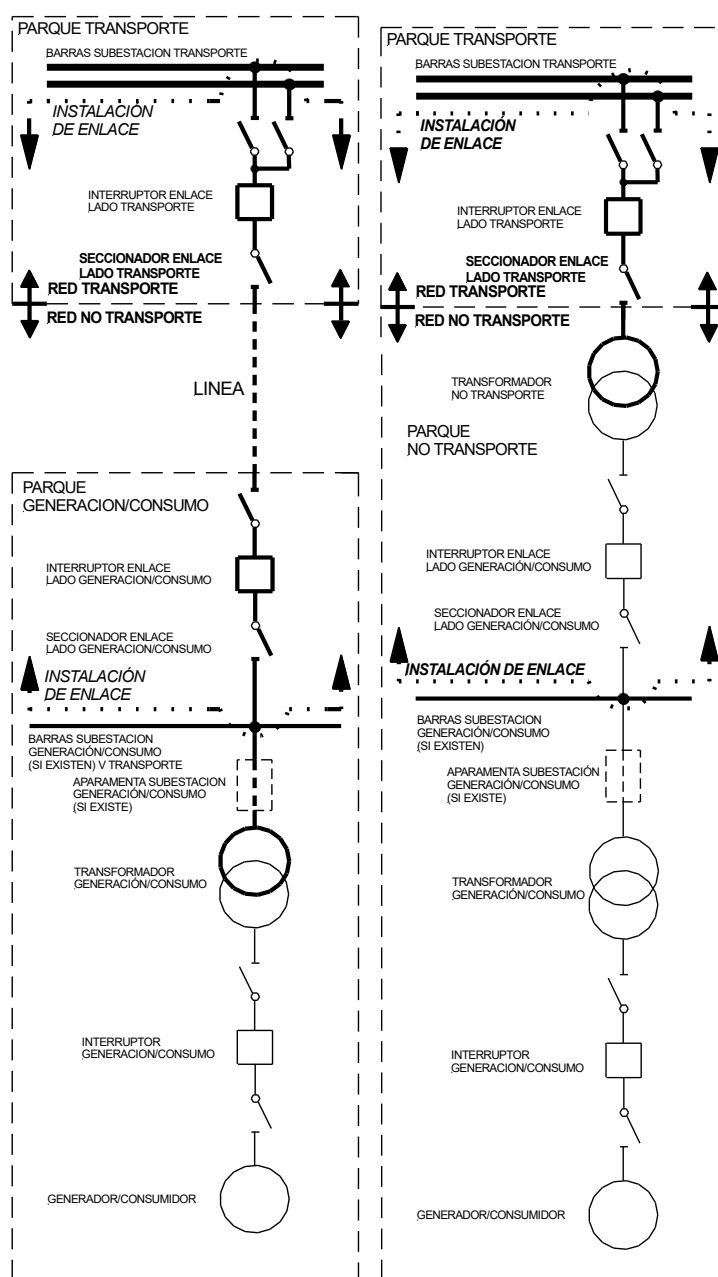 PARQUE TRANSPORTE
BARRAS SUBESTACION TRANSPORTE
INSTALACIÓN
DE ENLACE
INTERRUPTOR ENLACE
LADO TRANSPORTE
SECCIONADOR ENLACE
LADO TRANSPORTE
RED TRANSPORTE
RED NO TRANSPORTE
LINEA
PARQUE
GENERACION/CONSUMO
INTERRUPTOR ENLACE
LADO GENERACION/CONSUMO
SECCIONADOR ENLACE
LADO GENERACION/CONSUMO
INSTALACIÓN
DE ENLACE
BARRAS SUBESTACION
GENERACIÓN/CONSUMO
(SI EXISTEN) V TRANSPORTE
APARAMENTA SUBESTACION
GENERACIÓN/CONSUMO
(SI EXISTE)
TRANSFORMADOR
GENERACIÓN/CONSUMO
INTERRUPTOR
GENERACION/CONSUMO
GENERADOR/CONSUMIDOR
PARQUE TRANSPORTE
BARRAS SUBESTACION TRANSPORTE
INSTALACIÓN
DE ENLACE
INTERRUPTOR ENLACE
LADO TRANSPORTE
SECCIONADOR ENLACE
LADO TRANSPORTE
RED TRANSPORTE
RED NO TRANSPORTE
TRANSFORMADOR
NO TRANSPORTE
PARQUE
NO TRANSPORTE
INTERRUPTOR ENLACE
LADO GENERACIÓN/CONSUMO
SECCIONADOR ENLACE
LADO GENERACIÓN/CONSUMO
INSTALACIÓN DE ENLACE
BARRAS SUBESTACION
GENERACIÓN/CONSUMO
(SI EXISTEN)
APARAMENTA SUBESTACIÓN
GENERACIÓN/CONSUMO
(SI EXISTE)
TRANSFORMADOR
GENERACIÓN/CONSUMO
INTERRUPTOR
GENERACION/CONSUMO
GENERADOR/CONSUMIDOR